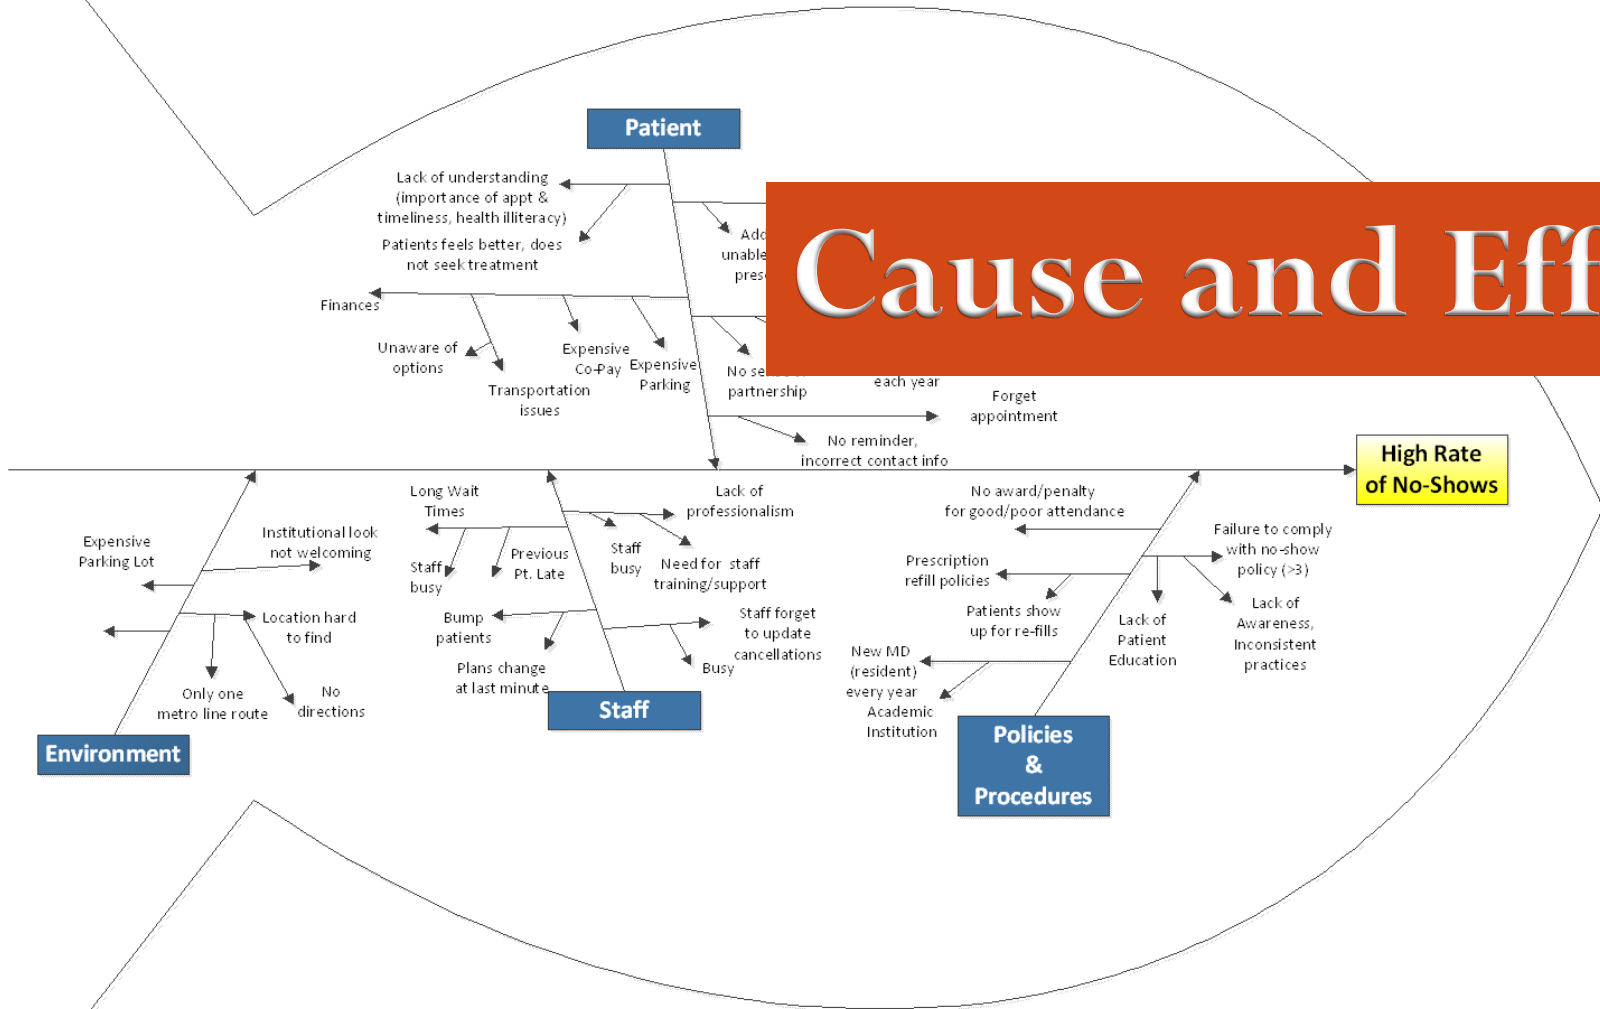 Patient
Lack of understanding
(importance of appt &
timeliness, health illiteracy)
Patients feels better, does
not seek treatment
Cause and
Finances
Unaware of
options
Transportation
issues
Expensive
Co-Pay
Expensive
Parking
No
partnership
each year
Forget
appointment
No reminder,
incorrect contact info
High Rate
of No-Shows
Expensive
Parking Lot
Institutional look
not welcoming
Location hard
to find
Only one
metro line route
No
directions
Environment
Long Wait
Times
Staff
busy
Previous
Pt. Late
Bump
patients
Plans change
at last minute
Lack of
professionalism
Staff
busy
Need for staff
training/support
Staff forget
to update
cancellations
Busy
Staff
No award/penalty
for good/poor attendance
Prescription
refill policies
Patients show
up for re-fills
New MD
(resident)
every year
Academic
Institution
Failure to comply
with no-show
policy (>3)
Lack of
Patient
Education
Lack of
Awareness,
Inconsistent
practices
Policies
&
Procedures